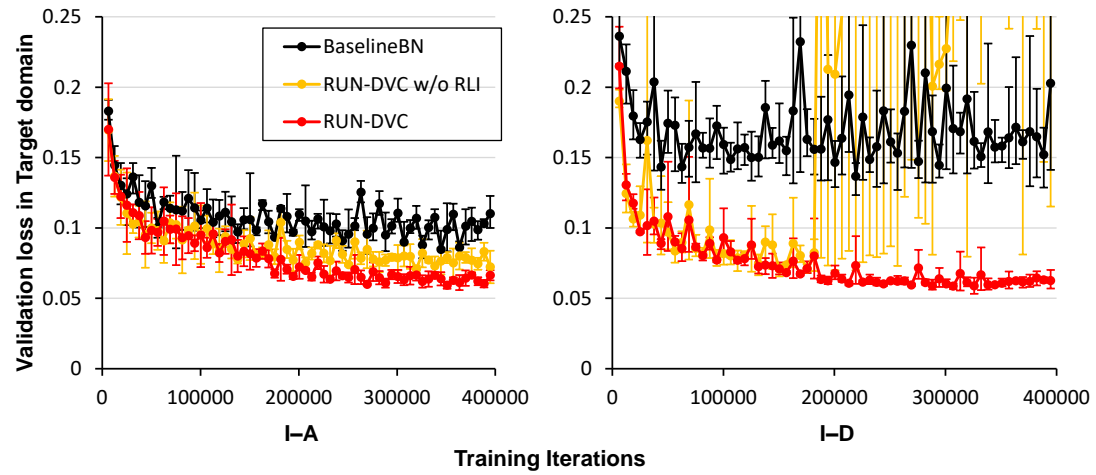 Validation loss in Target domain
0.25
0.2
0.15
0.1
0.05
0
BaselineBN
RUN-DVC w/o RLI
RUN-DVC
0 100000 200000 300000 400000
I–A
0.25
0.2
0.15
0.1
0.05
0
0 100000 200000 300000 400000
I–D
Training Iterations